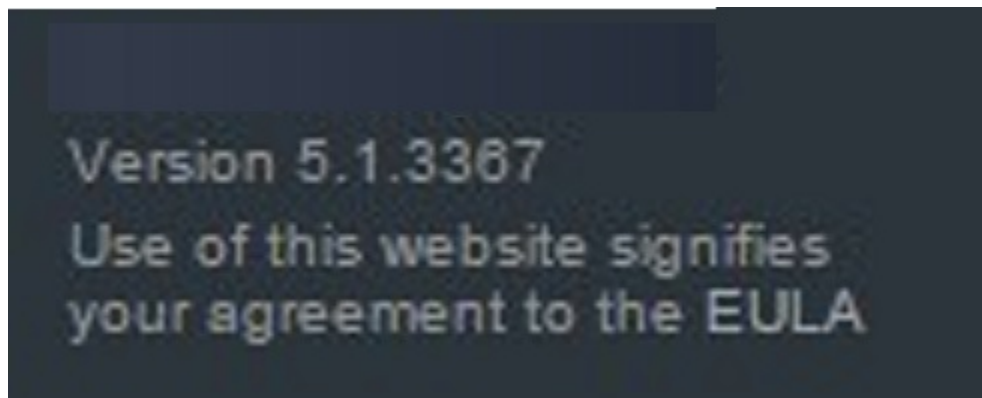 Version 5.1.3367
Use of this website signifies
your agreement to the EULA